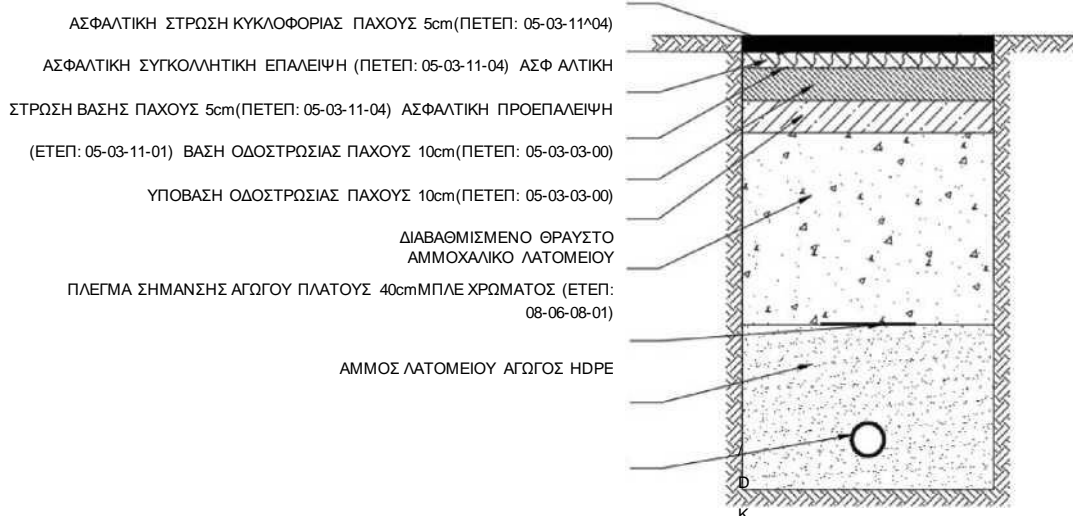 ΑΣΦΑΛΤΙΚΗ ΣΤΡΩΣΗ ΚΥΚΛΟΦΟΡΙΑΣ ΠΑΧΟΥΣ 5cm(ΠΕΤΕΠ: 05-03-11^04)
ΑΣΦΑΛΤΙΚΗ ΣΥΓΚΟΛΛΗΤΙΚΗ ΕΠΑΛΕΙΨΗ (ΠΕΤΕΠ: 05-03-11-04) ΑΣΦ ΑΛΤΙΚΗ
ΣΤΡΩΣΗ ΒΑΣΗΣ ΠΑΧΟΥΣ 5cm(ΠΕΤΕΠ: 05-03-11-04) ΑΣΦΑΛΤΙΚΗ ΠΡΟΕΠΑΛΕΙΨΗ
(ΕΤΕΠ: 05-03-11-01) ΒΑΣΗ ΟΔΟΣΤΡΩΣΙΑΣ ΠΑΧΟΥΣ 10cm(ΠΕΤΕΠ: 05-03-03-00)
ΥΠΟΒΑΣΗ ΟΔΟΣΤΡΩΣΙΑΣ ΠΑΧΟΥΣ 10cm(ΠΕΤΕΠ: 05-03-03-00)
ΔΙΑΒΑΘΜΙΣΜΕΝΟ ΘΡΑΥΣΤΟ
ΑΜΜΟΧΑΛΙΚΟ ΛΑΤΟΜΕΙΟΥ
ΠΛΕΓΜΑ ΣΗΜΑΝΣΗΣ ΑΓΩΓΟΥ ΠΛΑΤΟΥΣ 40cmΜΠΛΕ ΧΡΩΜΑΤΟΣ (ΕΤΕΠ:
08-06-08-01)
ΑΜΜΟΣ ΛΑΤΟΜΕΙΟΥ ΑΓΩΓΟΣ HDPE
D
K